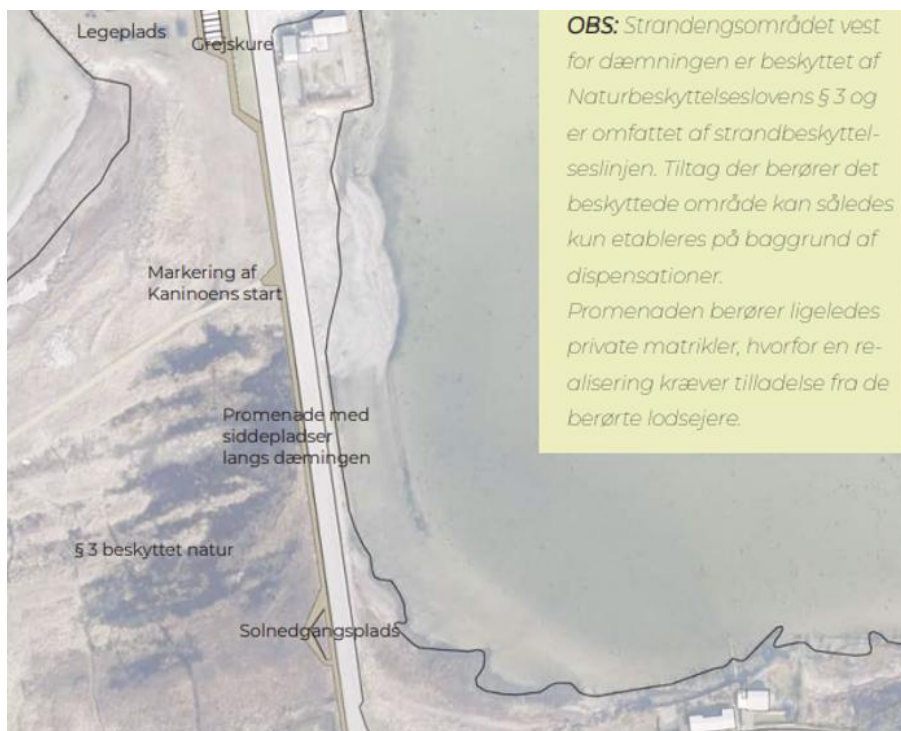 Legeplads
Grejskure
Markering af
Kaninoens start
Promenade med
siddepladser
langs dæmingen
§ 3 beskyttet natur
Solnedgangsplads
OBS: Strandengsområdet vest
for dæmningen er beskyttet af
Naturbeskyttelseslovens § 3 og
er omfattet af strandbeskyttel-
seslinjen. Tiltag der berører det
beskyttede område kan således
kun etableres på baggrund af
dispensationer.
Promenaden berører ligeledes
private matrikler, hvorfor en re-
alisering kræver tilladelse fra de
berørte lodsejere.